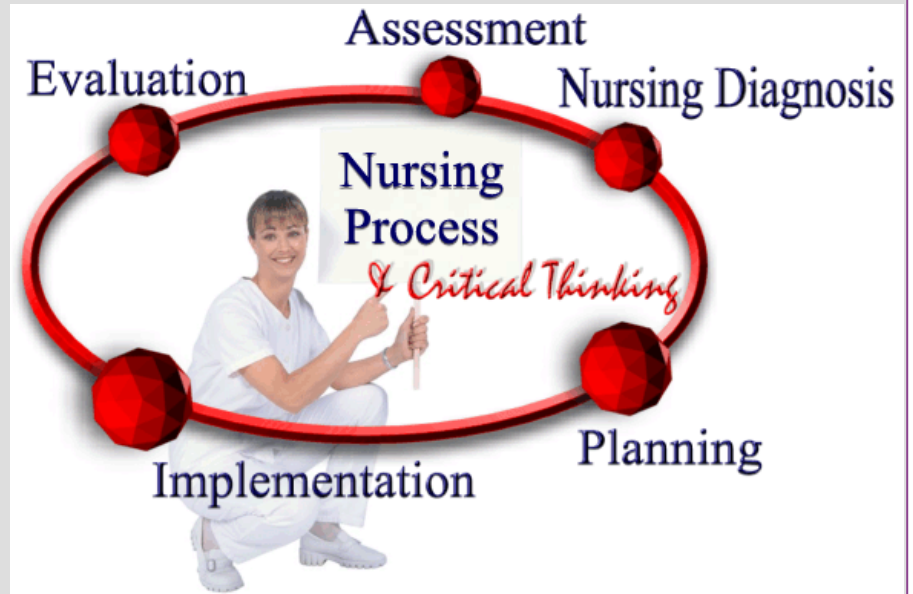 Assessment
Evaluation
Nursing Diagnosis
Nursing
Process
& Critical Thinking
Planning
Implementation